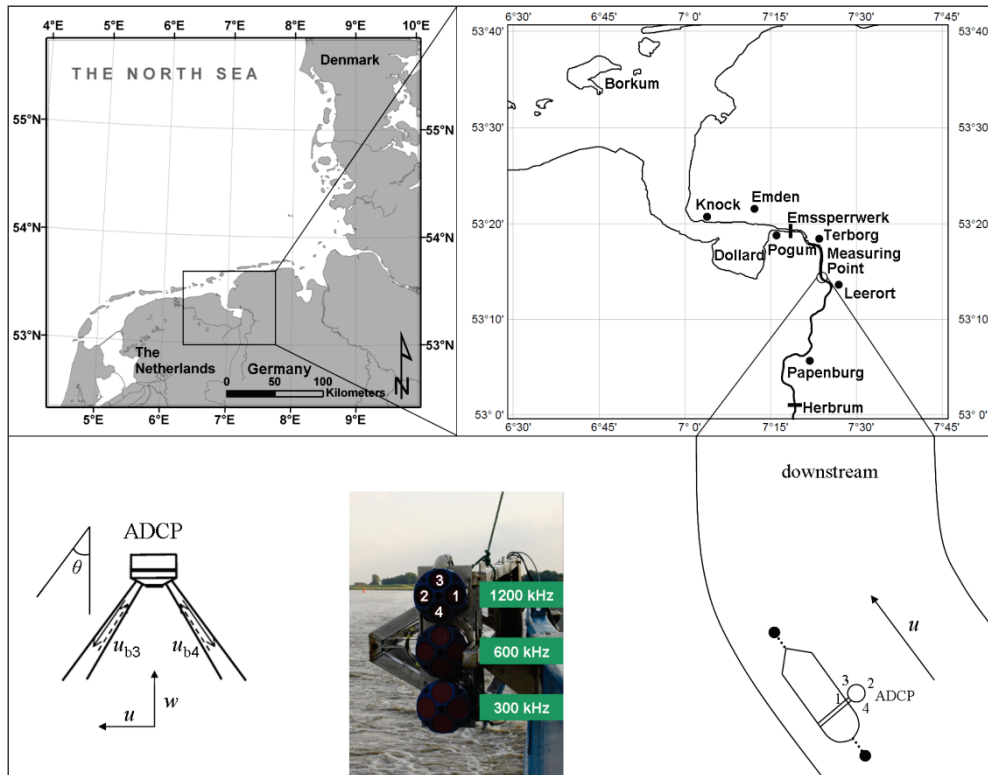 4°E 5°E 6°E 7°E 8°E 9°E 10°E
THE NORTH SEA
Denmark
55°N
55°N
54°N
54°N
53°N
53°N
The
Netherlands
Germany
0 50 100
Kilometers
N
5°E 6°E 7°E 8°E 9°E
6°30' 6°45' 7°0' 7°15' 7°30' 7°45'
53°40'
53°40'
Borkum
53°30'
53°30'
Knock
Emden
53°20'
53°20'
Emssperrwerk
Terborg
Dollard
Pogum
Measuring
Point
Leerort
53°10'
53°10'
Papenburg
Herbrum
53° 0'
53° 0'
6°30' 6°45' 7° 0' 7°15' 7°30' 7°45'
ADCP
θ
ub3
ub4
w
u
3
2 1
4
1200 kHz
600 kHz
300 kHz
downstream
u
3 2
1 ADCP
4